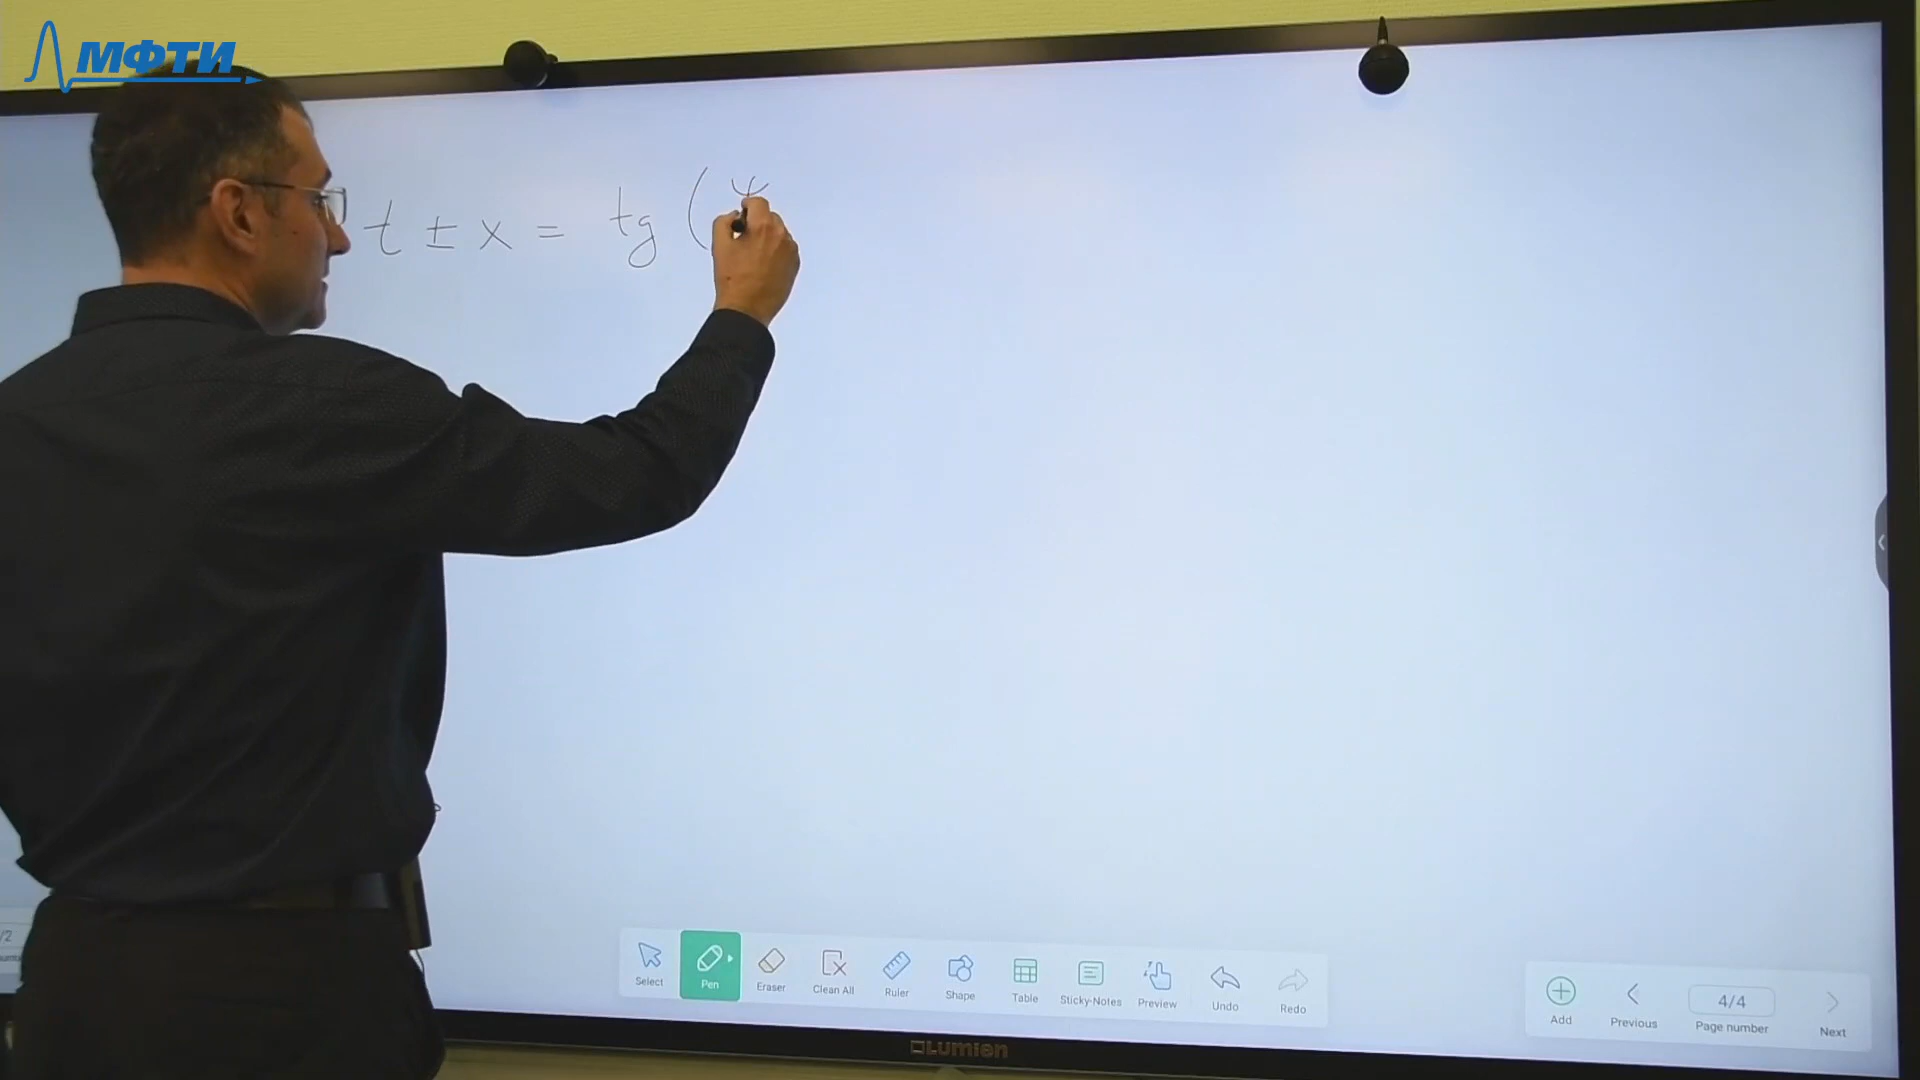 МФТИ
t ± x = tg ( ψ
Select Pen Eraser Clean All Ruler Shape Table Sticky-Notes Preview Undo Redo
Add Previous 4/4 Page number Next
Lumien